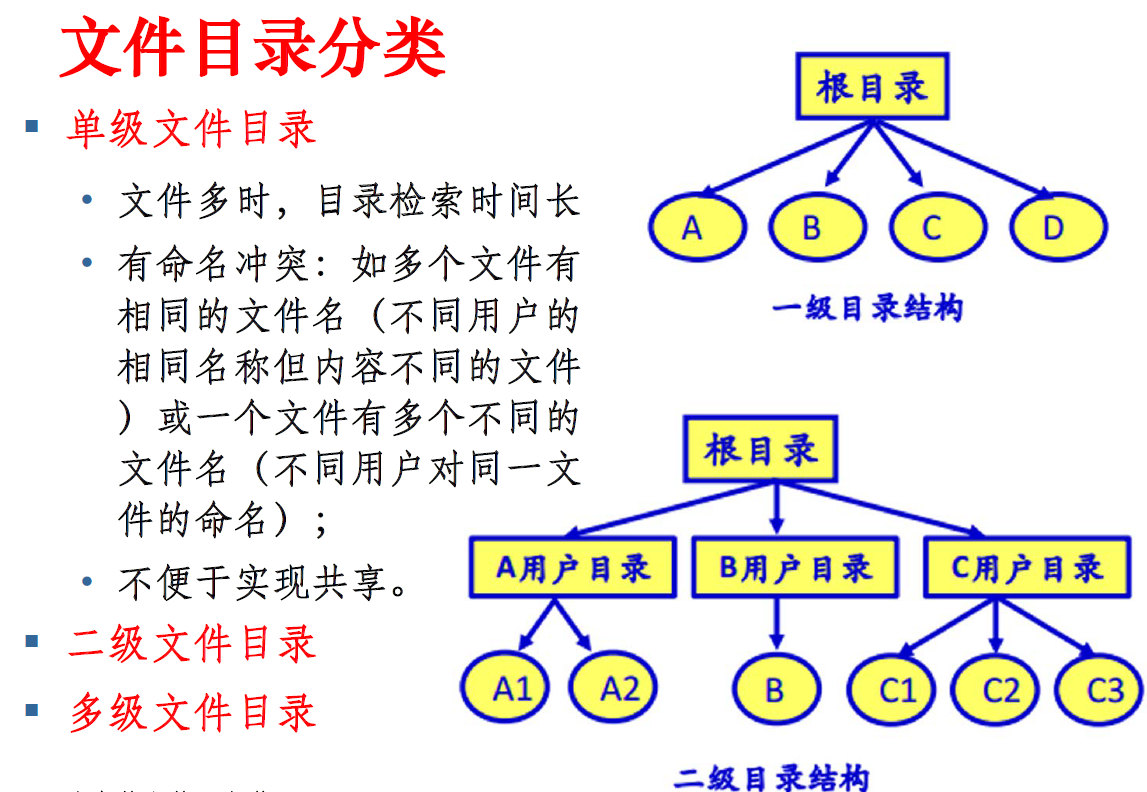 文件目录分类
单级文件目录
文件多时，目录检索时间长
有命名冲突：如多个文件有
相同的文件名（不同用户的
相同名称但内容不同的文件
）或一个文件有多个不同的
文件名（不同用户对同一文
件的命名）；
不便于实现共享。
二级文件目录
多级文件目录
根目录
A B C D
一级目录结构
根目录
A用户目录 B用户目录 C用户目录
A1 A2 B C1 C2 C3
二级目录结构